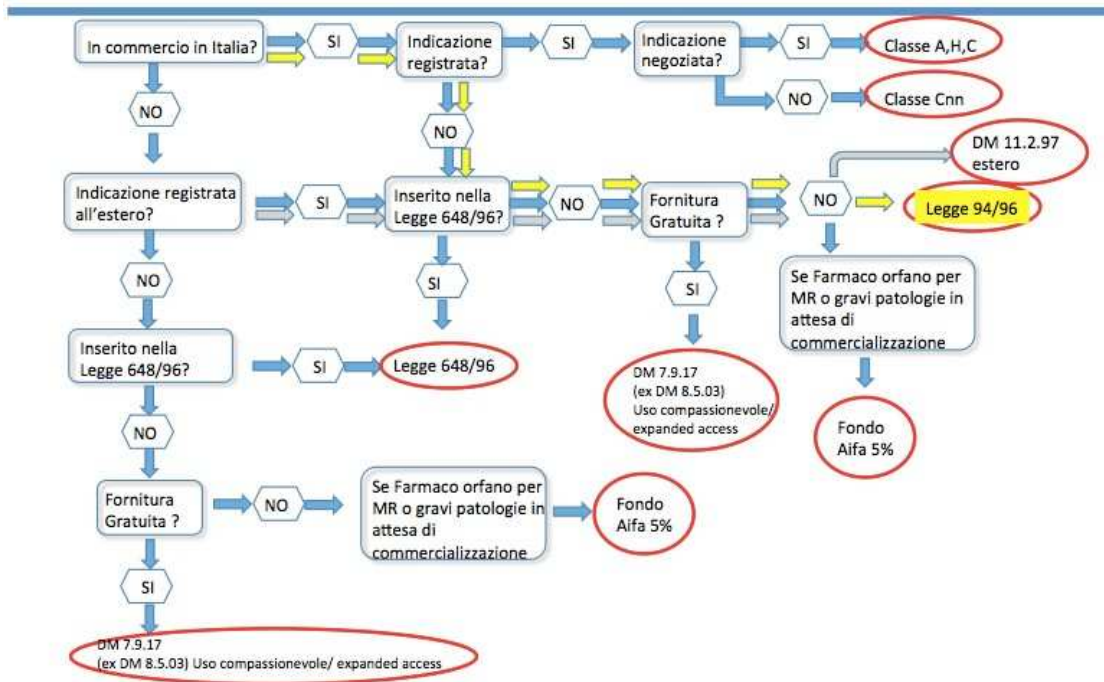 In commercio in Italia?
SI
Indicazione
registrata?
SI
Indicazione
negoziata?
SI
Classe A,H,C
NO
Classe Cnn
NO
NO
DM 11.2.97
estero
Indicazione registrata
all'estero?
SI
Inserito nella
Legge 648/96?
NO
Fornitura
Gratuita ?
NO
Legge 94/96
NO
SI
SI
Se Farmaco orfano per
MR o gravi patologie in
attesa di
commercializzazione
Inserito nella
Legge 648/96?
SI
Legge 648/96
DM 7.9.17
(ex DM 8.5.03)
Uso compassionevole/
expanded access
Fondo
Aifa 5%
NO
Fornitura
Gratuita ?
NO
Se Farmaco orfano per
MR o gravi patologie in
attesa di
commercializzazione
Fondo
Aifa 5%
SI
DM 7.9.17
(ex DM 8.5.03) Uso compassionevole/ expanded access